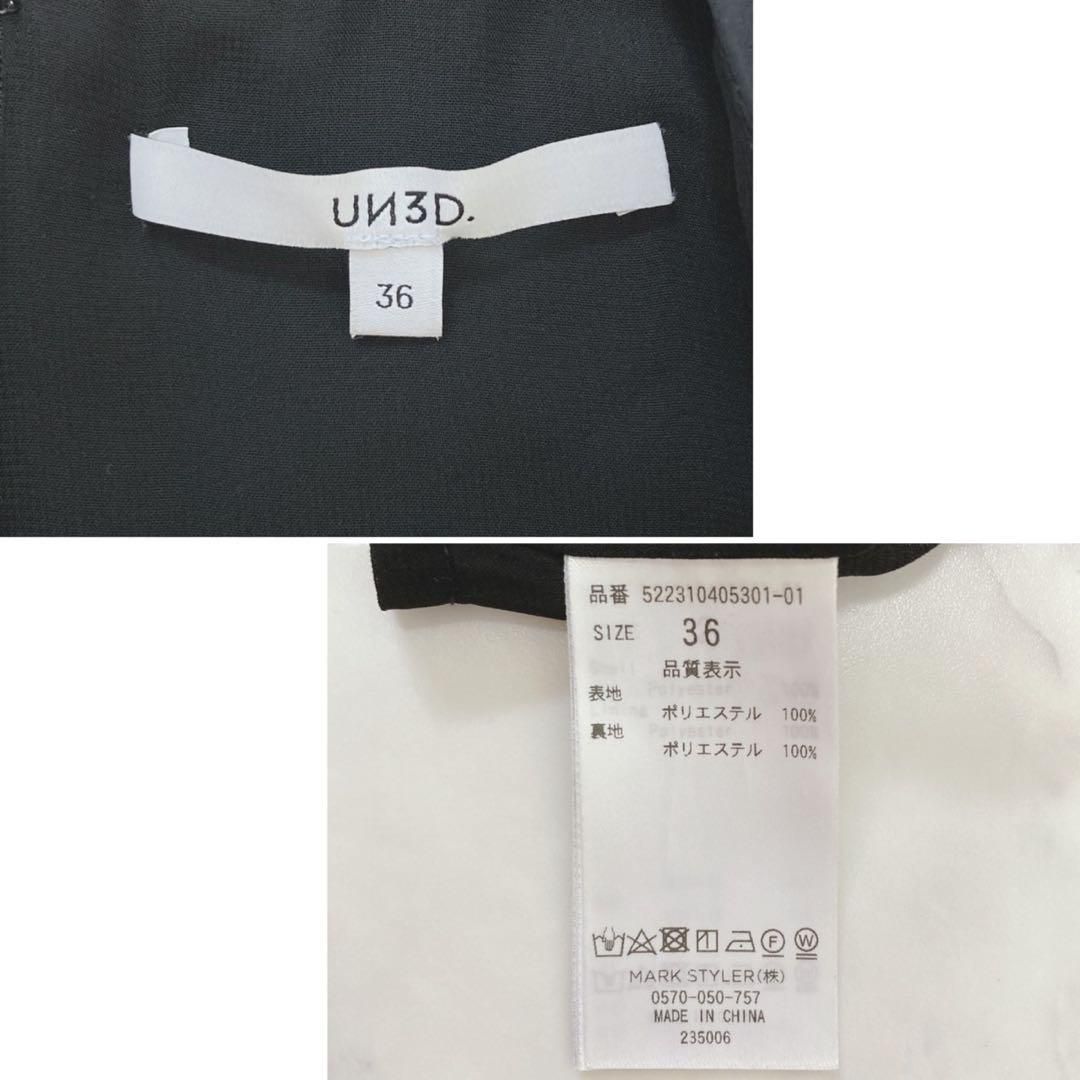 UN3D.
36
品番 522310405301-01
SIZE 36
品質表示
表地
ポリエステル 100%
裏地
ポリエステル 100%
F W
MARK STYLER(株)
0570-050-757
MADE IN CHINA
235006